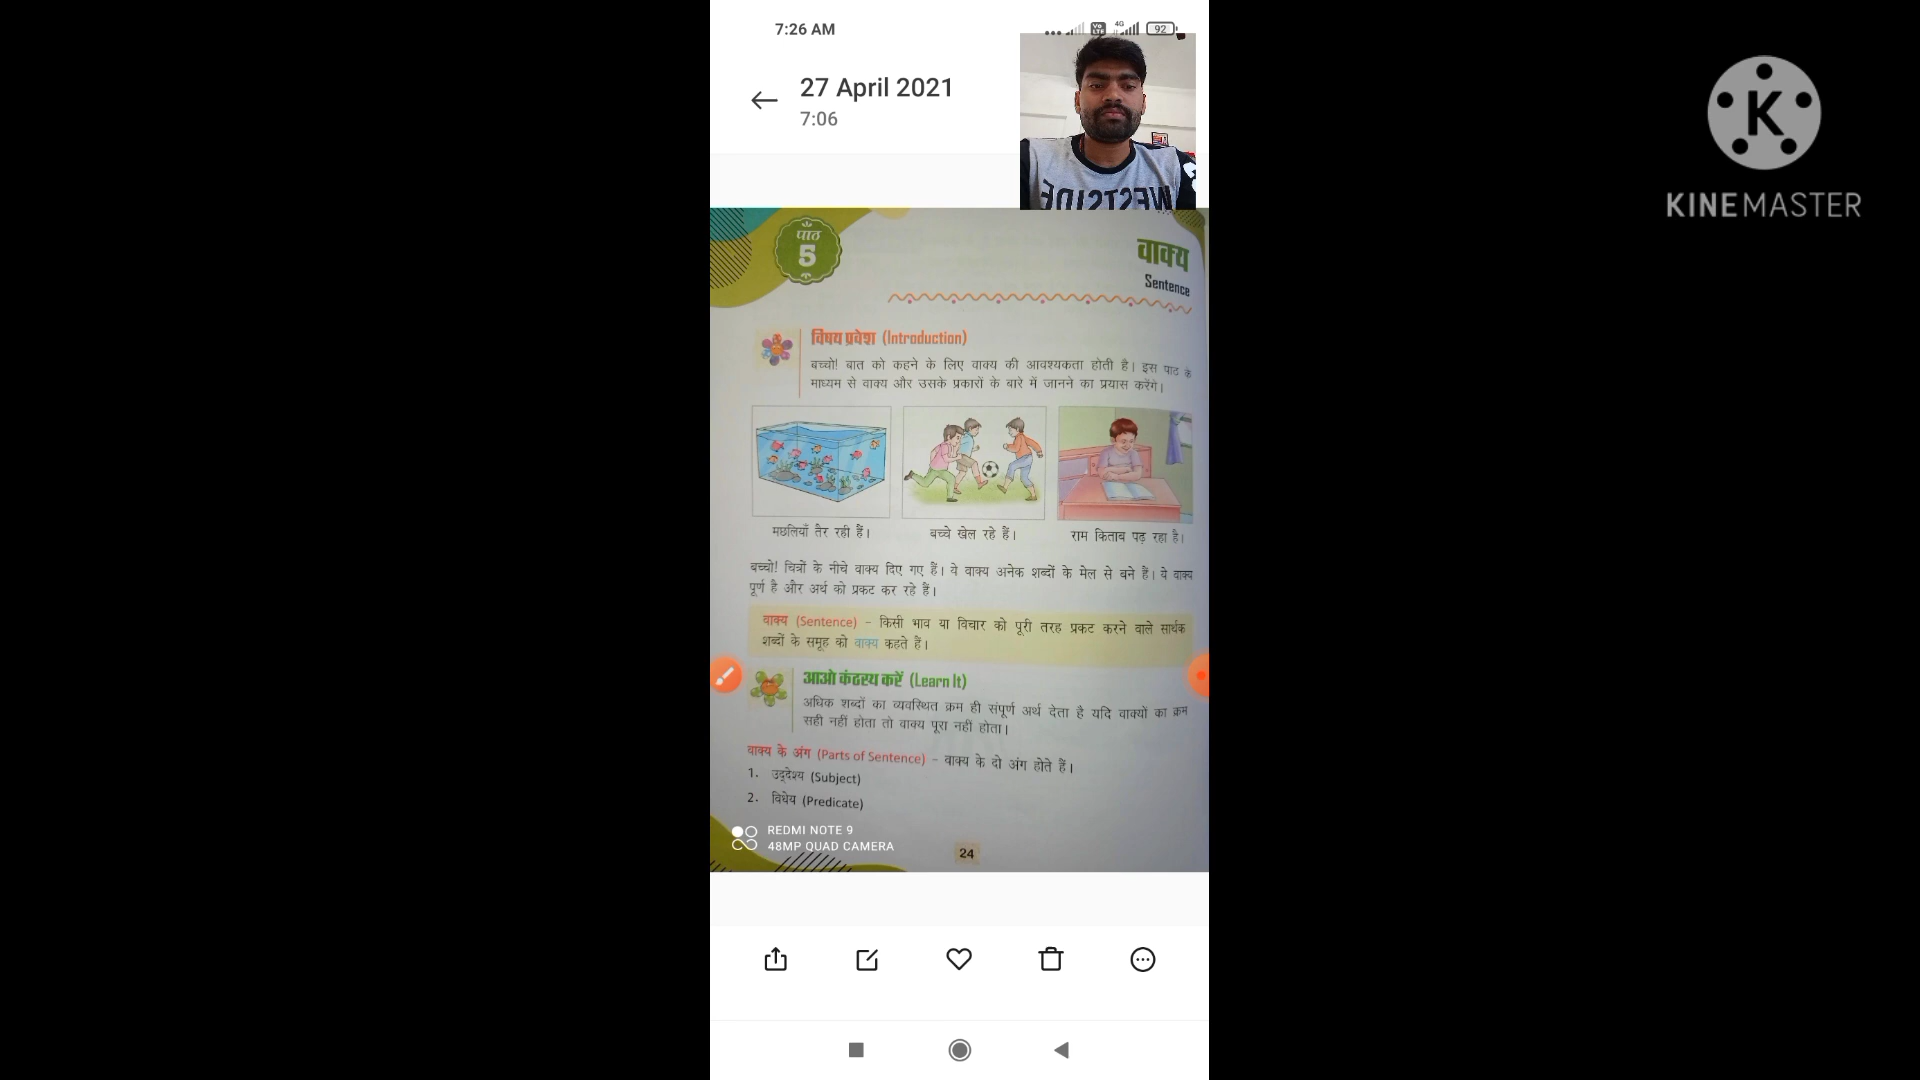 7:26 AM
4G
92
27 April 2021
7:06
WESTSIDE
K
KINEMASTER
पाठ
5
वाक्य
Sentence
विषय प्रवेश (Introduction)
बच्चो! बात को कहने के लिए वाक्य की आवश्यकता होती है। इस पाठ के
माध्यम से वाक्य और उसके प्रकारों के बारे में जानने का प्रयास करेंगे।
मछलियाँ तैर रही हैं।
बच्चे खेल रहे हैं।
राम किताब पढ़ रहा है।
बच्चो! चित्रों के नीचे वाक्य दिए गए हैं। ये वाक्य अनेक शब्दों के मेल से बने हैं। ये वाक्य
पूर्ण है और अर्थ को प्रकट कर रहे हैं।
वाक्य (Sentence) – किसी भाव या विचार को पूरी तरह प्रकट करने वाले सार्थक
शब्दों के समूह को वाक्य कहते हैं।
आओ कंठस्थ करें (Learn It)
अधिक शब्दों का व्यवस्थित क्रम ही संपूर्ण अर्थ देता है यदि वाक्यों का क्रम
सही नहीं होता तो वाक्य पूरा नहीं होता।
वाक्य के अंग (Parts of Sentence) – वाक्य के दो अंग होते हैं।
1. उद्देश्य (Subject)
2. विधेय (Predicate)
REDMI NOTE 9
48MP QUAD CAMERA
24